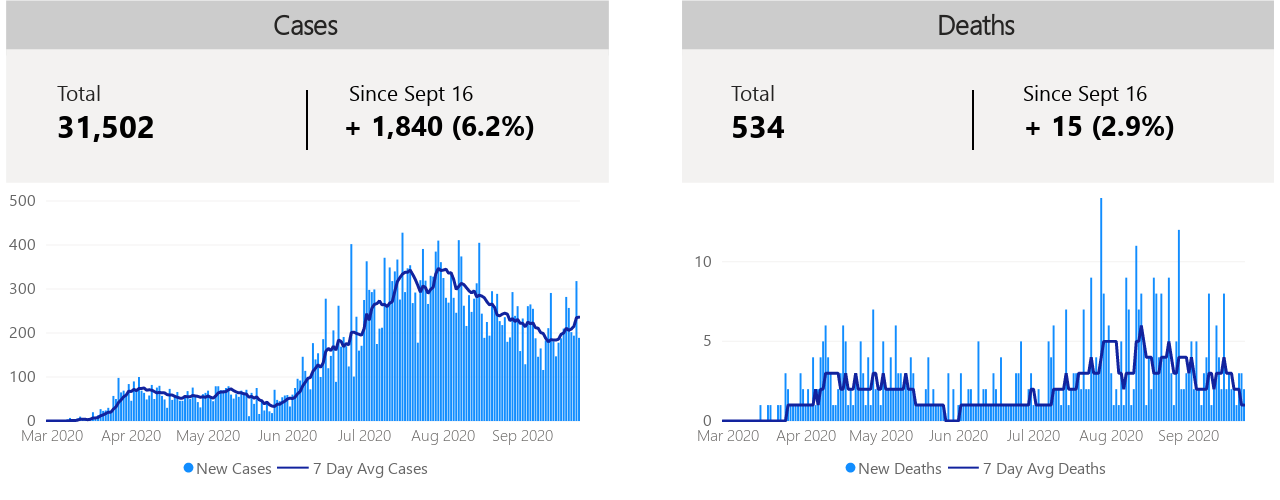 Cases
Total
Since Sept 16
31,502
+ 1,840 (6.2%)
500
400
300
200
100
0
Mar 2020 Apr 2020 May 2020 Jun 2020 Jul 2020 Aug 2020 Sep 2020
New Cases 7 Day Avg Cases
Deaths
Total
Since Sept 16
534
+ 15 (2.9%)
10
5
0
Mar 2020 Apr 2020 May 2020 Jun 2020 Jul 2020 Aug 2020 Sep 2020
New Deaths 7 Day Avg Deaths